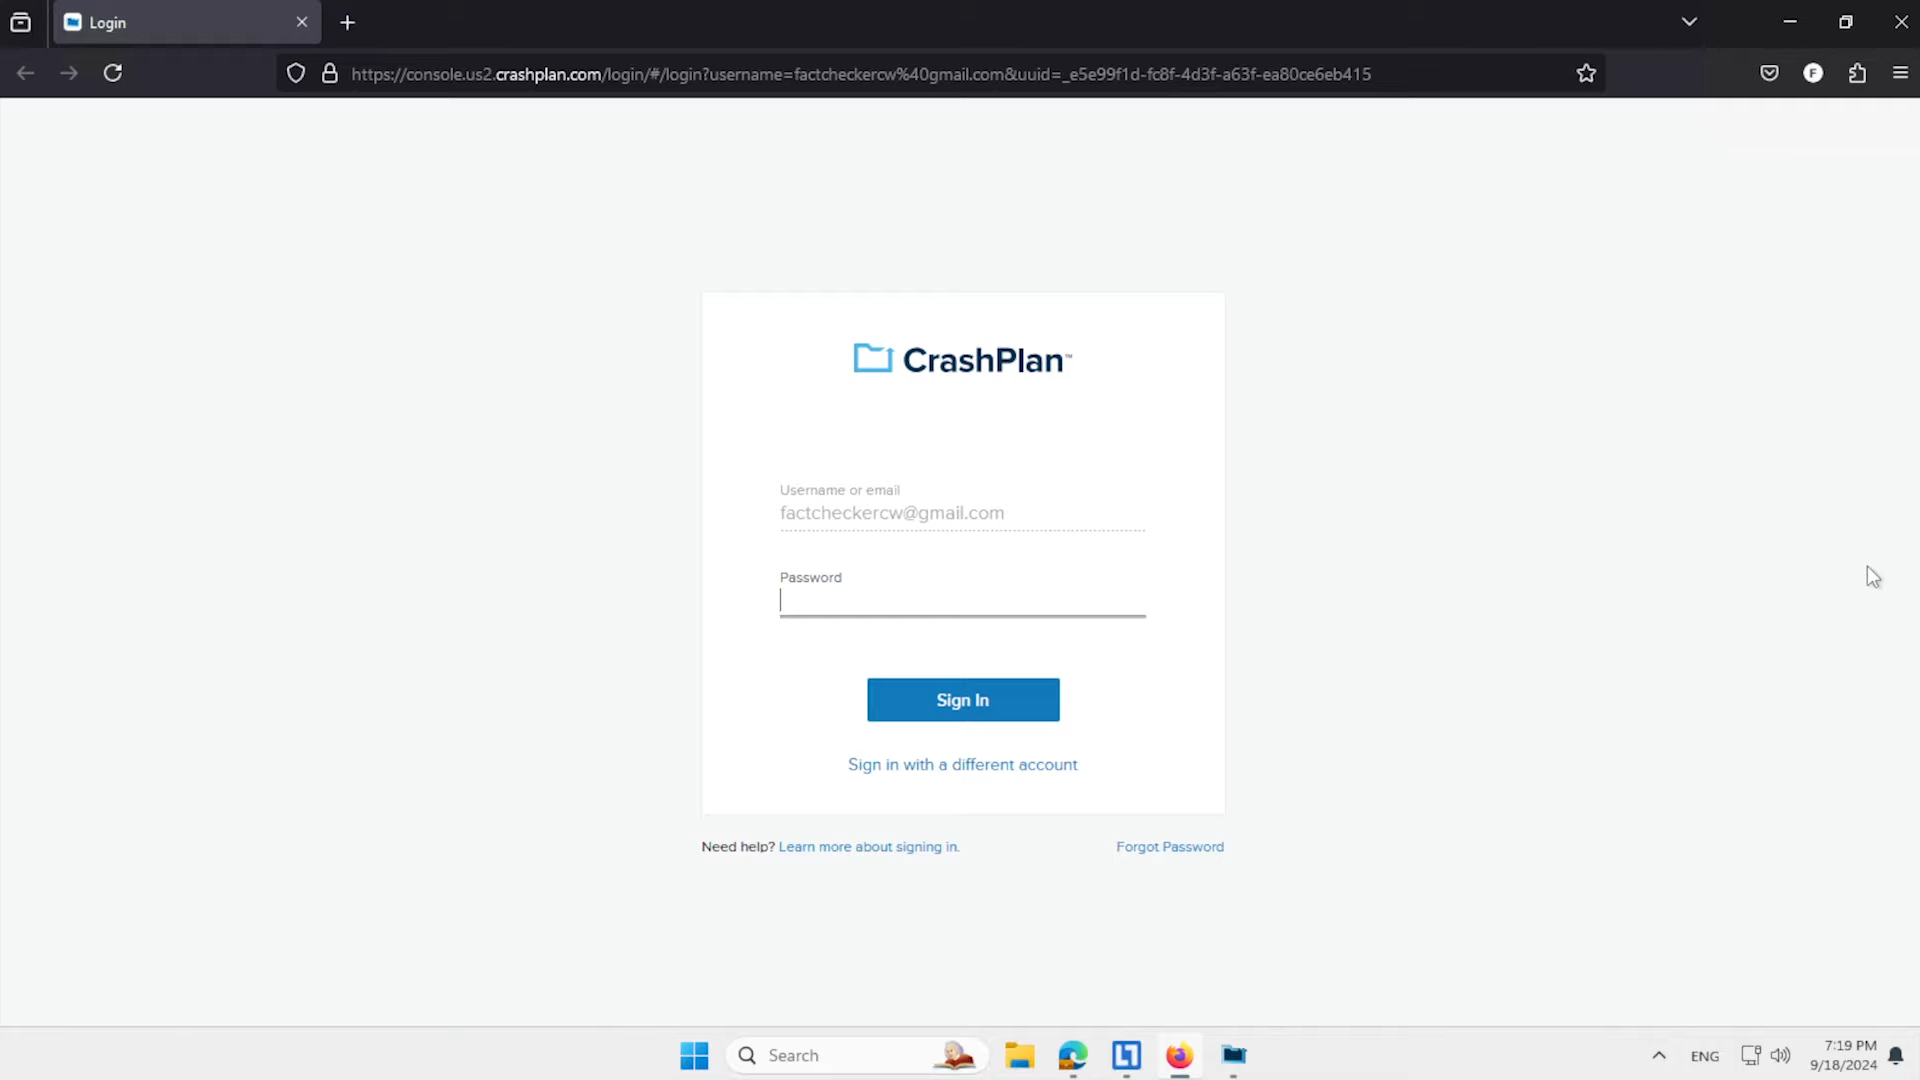 Login
https://console.us2.crashplan.com/login/#/login?username=factcheckercw%40gmail.com&uuid=_e5e99f1d-fc8f-4d3f-a63f-ea80ce6eb415
F
CrashPlan™
Username or email
factcheckercw@gmail.com
Password
Sign In
Sign in with a different account
Need help? Learn more about signing in.
Forgot Password
Search
ENG
7:19 PM
9/18/2024